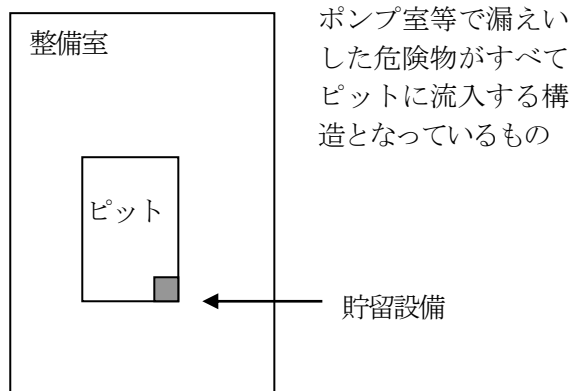 整備室
ポンプ室等で漏えい
した危険物がすべて
ピットに流入する構
造となっているもの
ピット
貯留設備